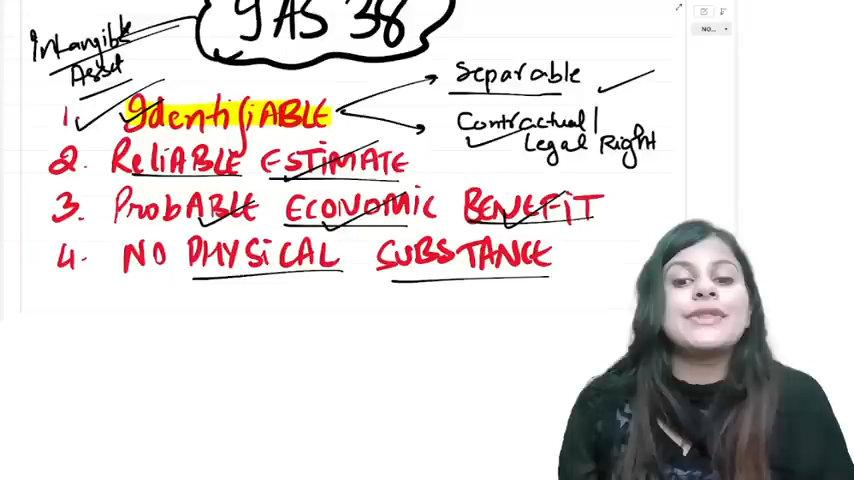 IAS 38
Intangible
Asset
1. IdentifiABLE
Separable
Contractual/
Legal Right
2. ReLIABLE ESTIMATE
3. ProbABLE ECONOMIC BENEFIT
4. NO PHYSICAL SUBSTANCE
NO...